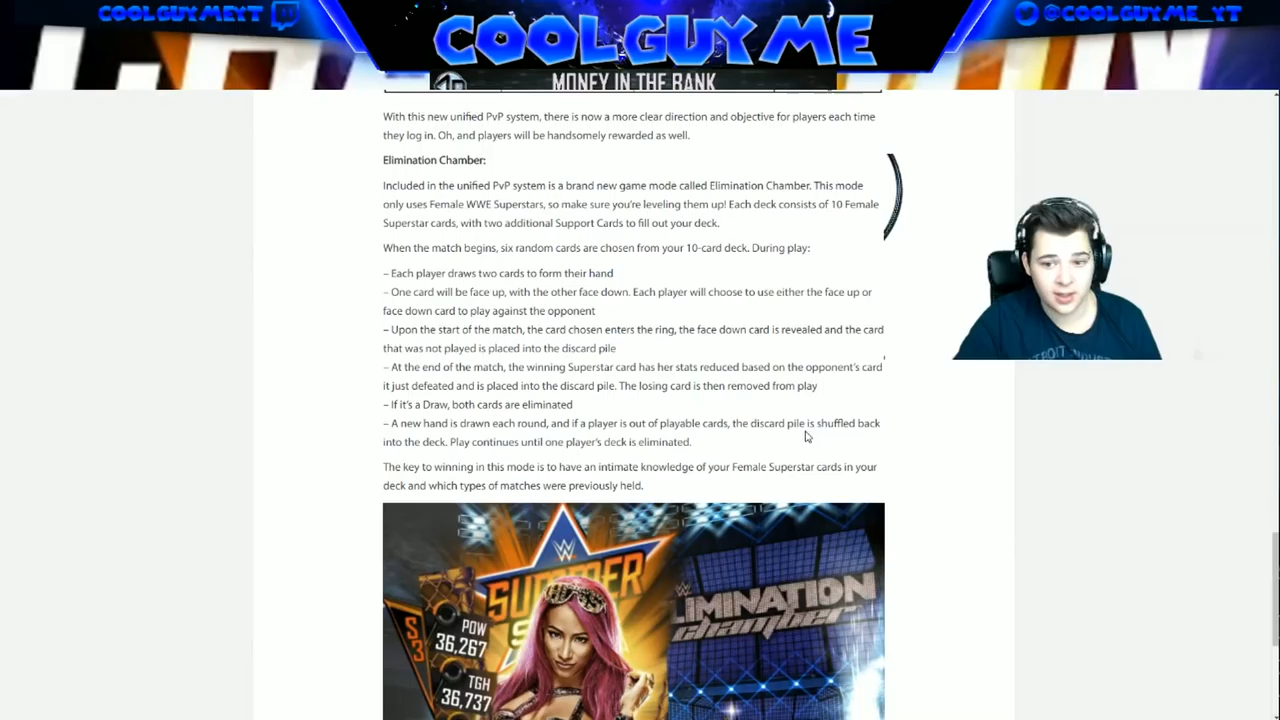 COOLGUYMEYT
COOLGUYME
@COOLGUYME_YT
MONEY IN THE BANK
With this new unified PvP system, there is now a more clear direction and objective for players each time
they log in. Oh, and players will be handsomely rewarded as well.
Elimination Chamber:
Included in the unified PvP system is a brand new game mode called Elimination Chamber. This mode
only uses Female WWE Superstars, so make sure you're leveling them up! Each deck consists of 10 Female
Superstar cards, with two additional Support Cards to fill out your deck.
When the match begins, six random cards are chosen from your 10-card deck. During play:
– Each player draws two cards to form their hand
– One card will be face up, with the other face down. Each player will choose to use either the face up or
face down card to play against the opponent
– Upon the start of the match, the card chosen enters the ring, the face down card is revealed and the card
that was not played is placed into the discard pile
– At the end of the match, the winning Superstar card has her stats reduced based on the opponent's card
it just defeated and is placed into the discard pile. The losing card is then removed from play
– If it's a Draw, both cards are eliminated
– A new hand is drawn each round, and if a player is out of playable cards, the discard pile is shuffled back
into the deck. Play continues until one player's deck is eliminated.
The key to winning in this mode is to have an intimate knowledge of your Female Superstar cards in your
deck and which types of matches were previously held.
SUMMER
S3
POW
36,267
TGH
36,737
LIMINATION
chamber